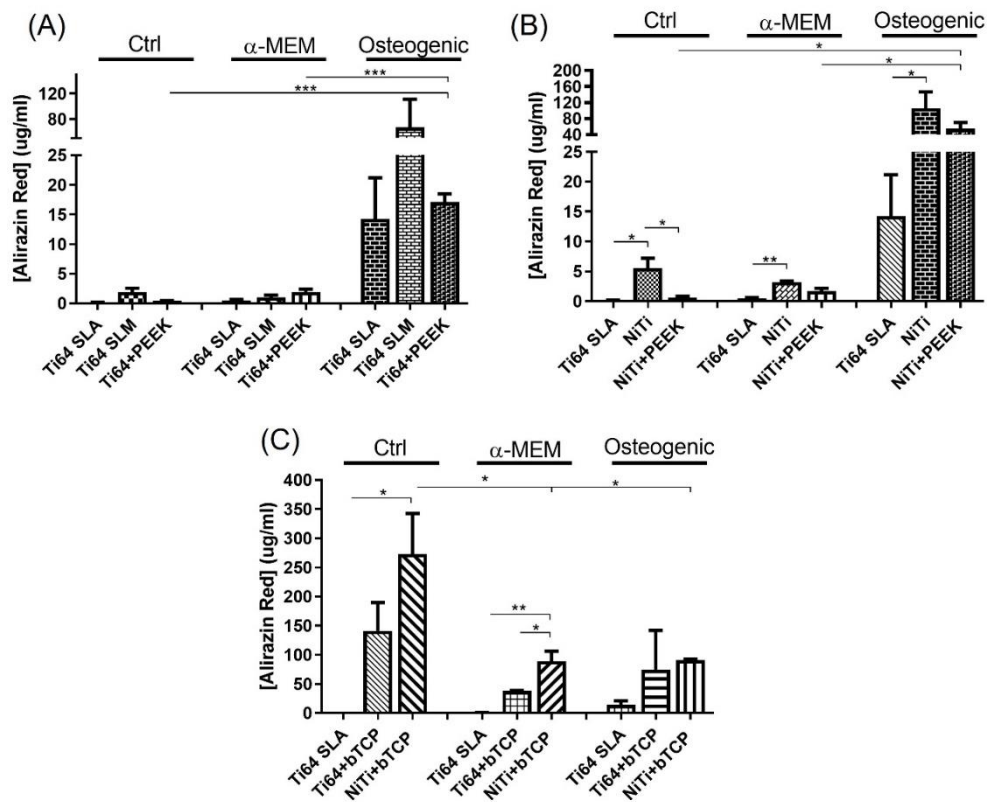 (A)
Ctrl α-MEM Osteogenic
***
***
[Alirazin Red] (ug/ml)
120
80
25
20
15
10
5
0
Ti64 SLA
Ti64 SLM
Ti64+PEEK
Ti64 SLA
Ti64 SLM
Ti64+PEEK
Ti64 SLA
Ti64 SLM
Ti64+PEEK
(B)
Ctrl α-MEM Osteogenic
*
*
*
[Alirazin Red] (ug/ml)
200
160
120
80
40
25
20
15
10
5
0
* *
**
Ti64 SLA
NiTi
NiTi+PEEK
Ti64 SLA
NiTi
NiTi+PEEK
Ti64 SLA
NiTi
NiTi+PEEK
(C)
Ctrl α-MEM Osteogenic
* * *
**
*
[Alirazin Red] (ug/ml)
400
350
300
250
200
150
100
50
0
Ti64 SLA
Ti64+bTCP
NiTi+bTCP
Ti64 SLA
Ti64+bTCP
NiTi+bTCP
Ti64 SLA
Ti64+bTCP
NiTi+bTCP